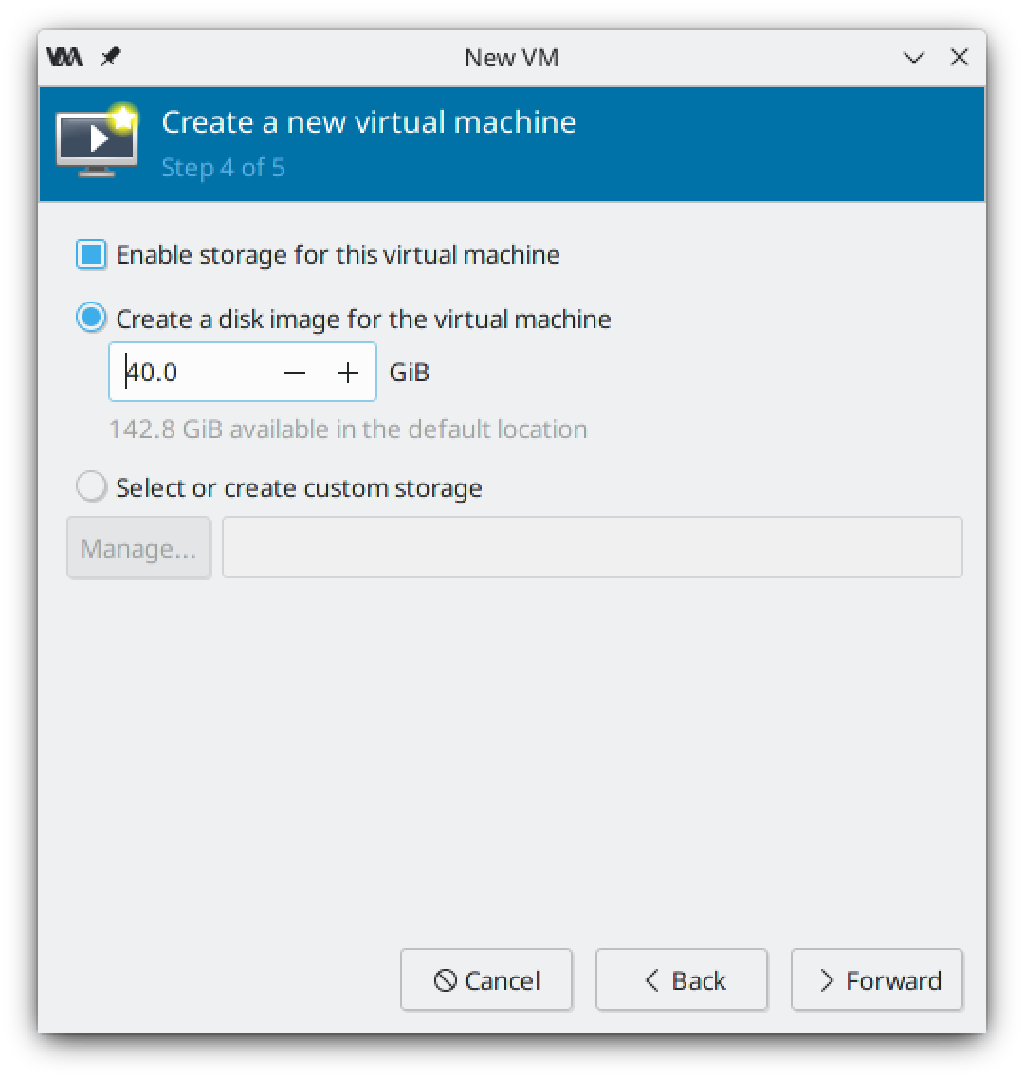 New VM
Create a new virtual machine
Step 4 of 5
Enable storage for this virtual machine
Create a disk image for the virtual machine
40.0 − + GiB
142.8 GiB available in the default location
Select or create custom storage
Manage...
Cancel Back Forward